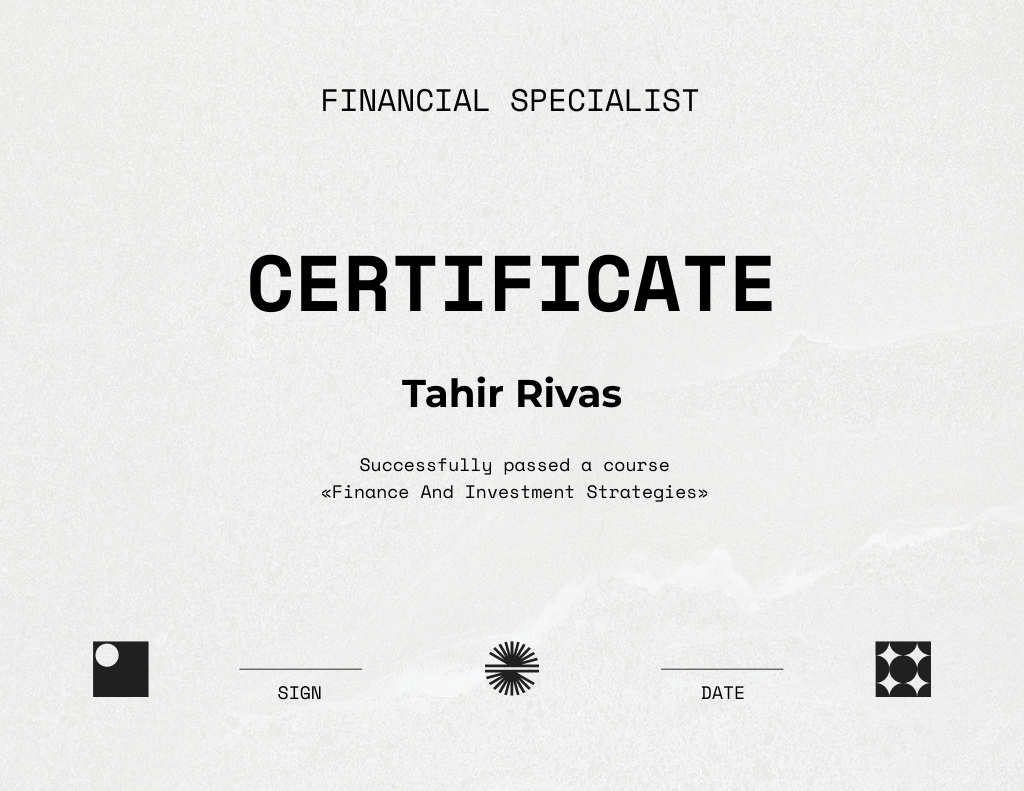 FINANCIAL SPECIALIST
CERTIFICATE
Tahir Rivas
Successfully passed a course
«Finance And Investment Strategies»
SIGN
DATE